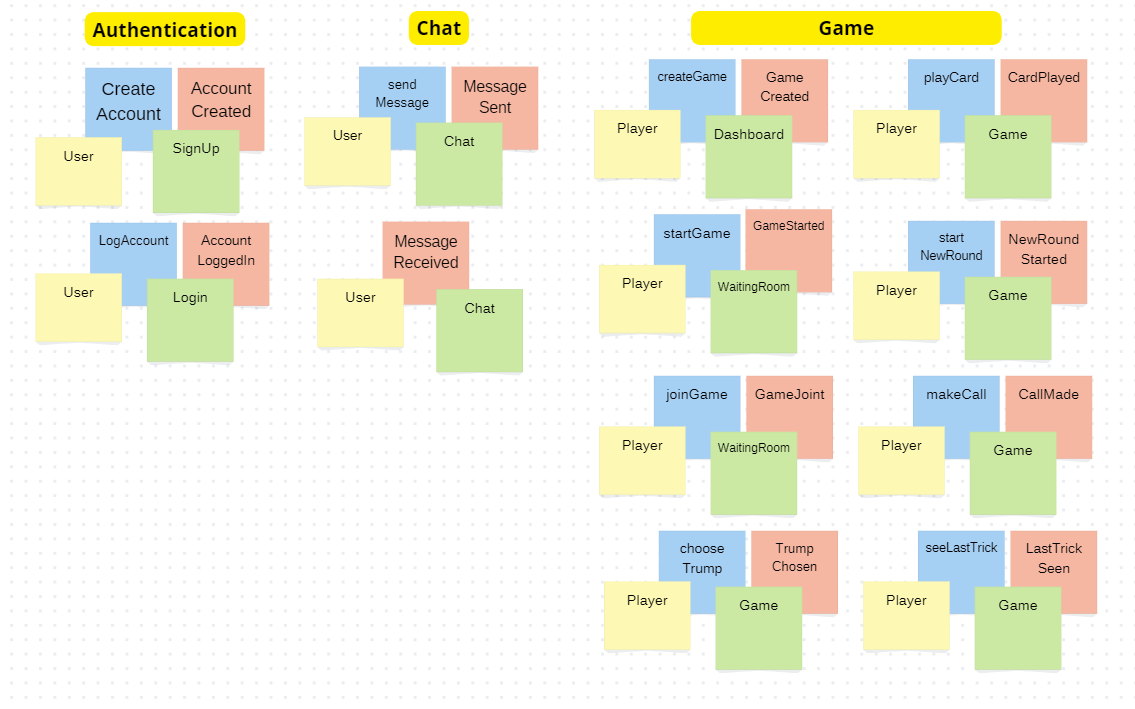 Authentication
Create
Account
Account
Created
User
SignUp
LogAccount
Account
LoggedIn
User
Login
Chat
send
Message
Message
Sent
User
Chat
Message
Received
User
Chat
Game
createGame
Game
Created
Player
Dashboard
playCard
CardPlayed
Player
Game
startGame
GameStarted
Player
WaitingRoom
start
NewRound
NewRound
Started
Player
Game
joinGame
GameJoint
Player
WaitingRoom
makeCall
CallMade
Player
Game
choose
Trump
Trump
Chosen
Player
Game
seeLastTrick
LastTrick
Seen
Player
Game